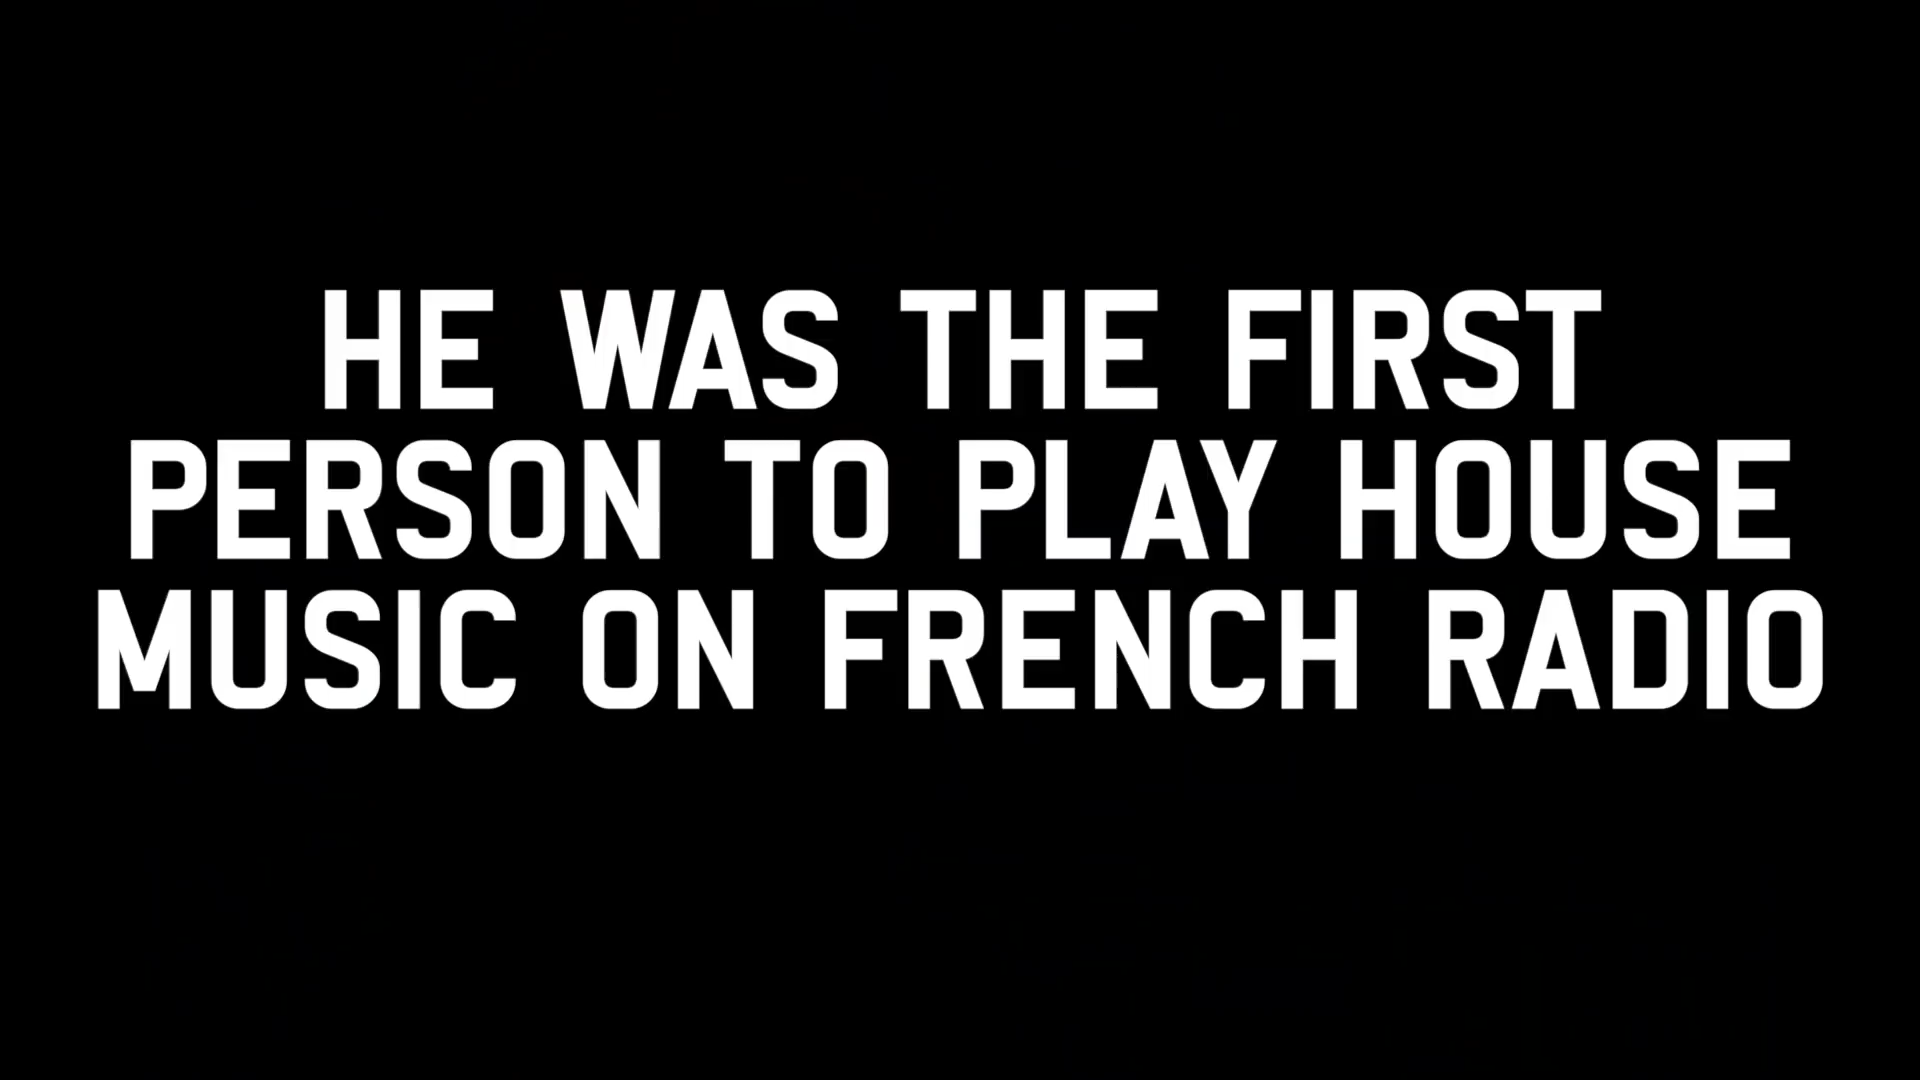 HE WAS THE FIRST
PERSON TO PLAY HOUSE
MUSIC ON FRENCH RADIO